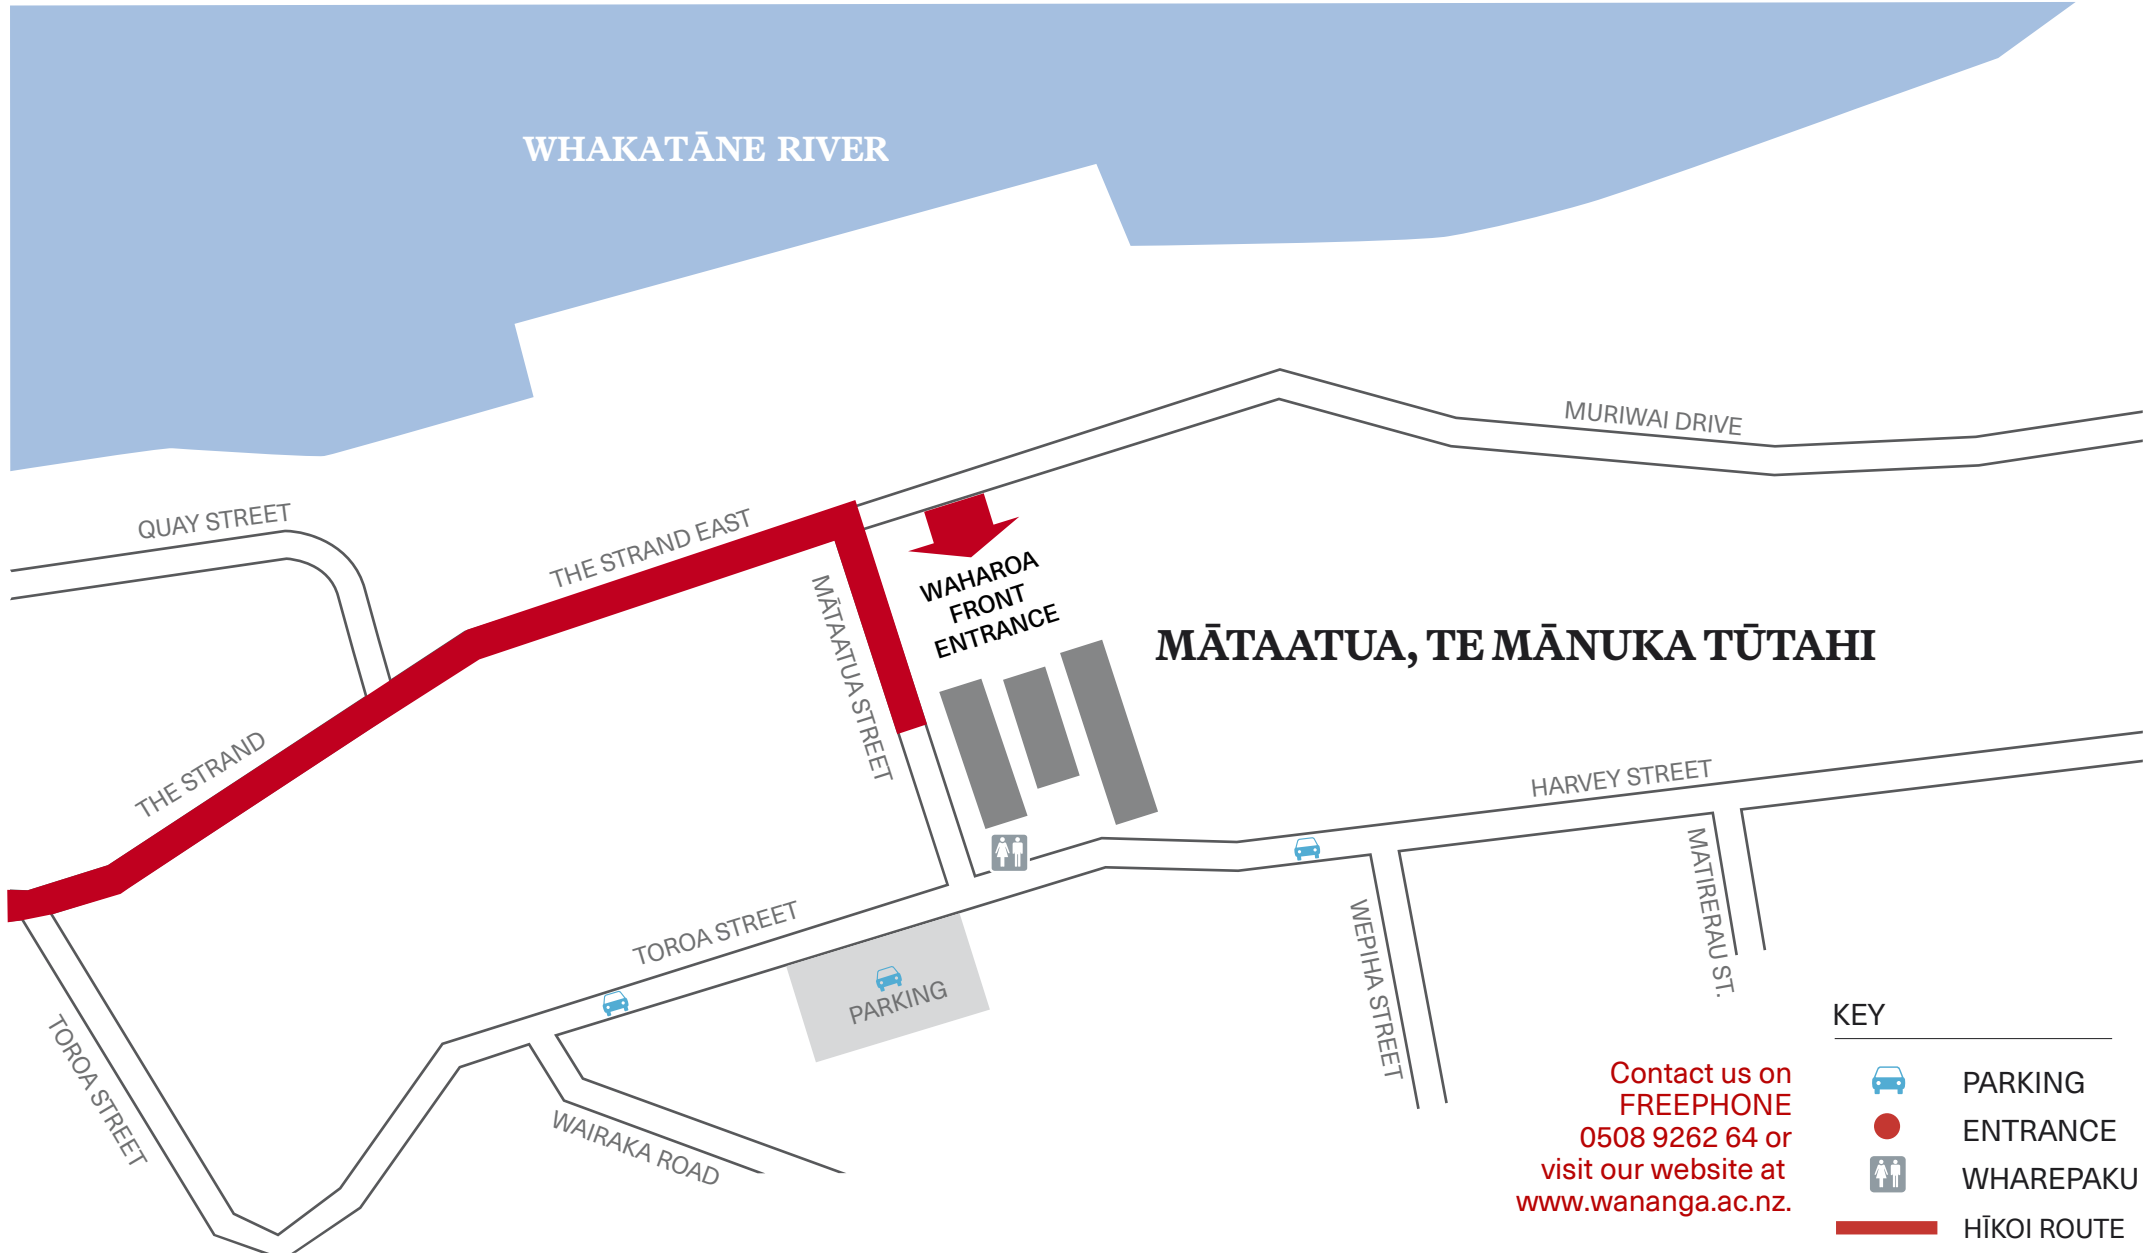 WHAKATĀNE RIVER
MURIWAI DRIVE
QUAY STREET
THE STRAND EAST
WAHAROA
FRONT
ENTRANCE
MĀTAATUA STREET
MĀTAATUA, TE MĀNUKA TŪTAHI
THE STRAND
HARVEY STREET
MATIRERAU ST.
TOROA STREET
WEPIHA STREET
PARKING
TOROA STREET
WAIRAKA ROAD
Contact us on
FREEPHONE
0508 9262 64 or
visit our website at
www.wananga.ac.nz.
KEY
PARKING
ENTRANCE
WHAREPAKU
HĪKOI ROUTE